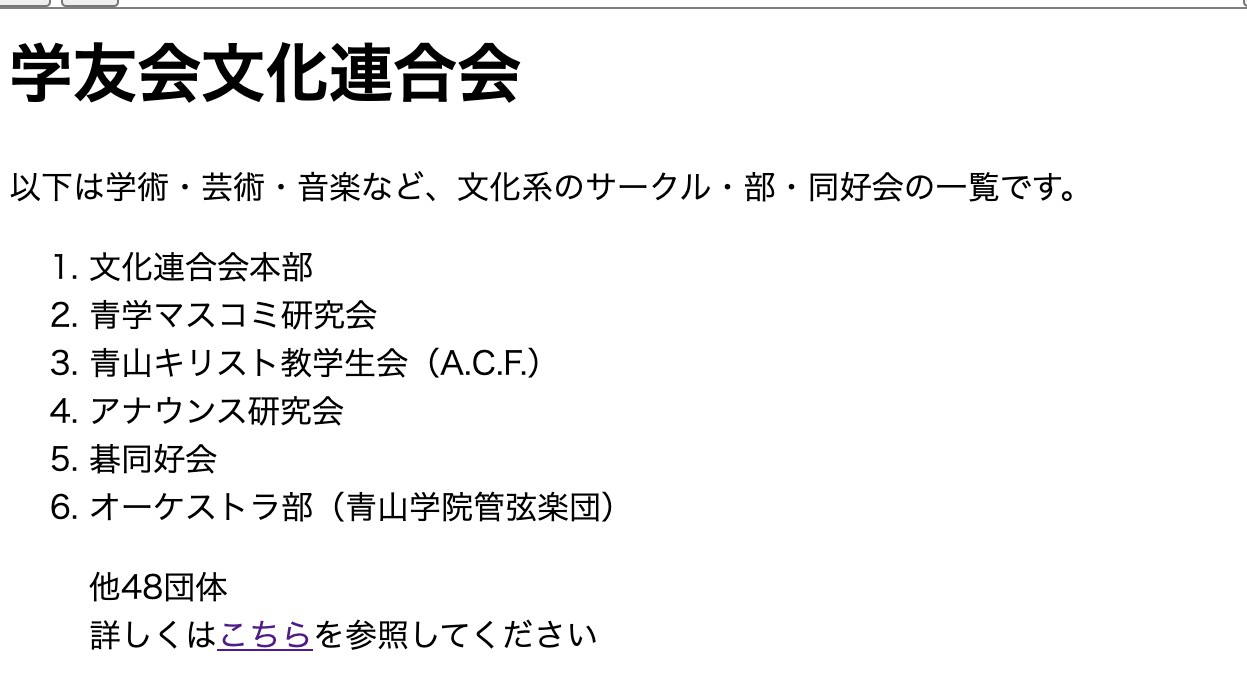 学友会文化連合会
以下は学術・芸術・音楽など、文化系のサークル・部・同好会の一覧です。
1. 文化連合会本部
2. 青学マスコミ研究会
3. 青山キリスト教学生会（A.C.F.）
4. アナウンス研究会
5. 碁同好会
6. オーケストラ部（青山学院管弦楽団）
他48団体
詳しくはこちらを参照してください